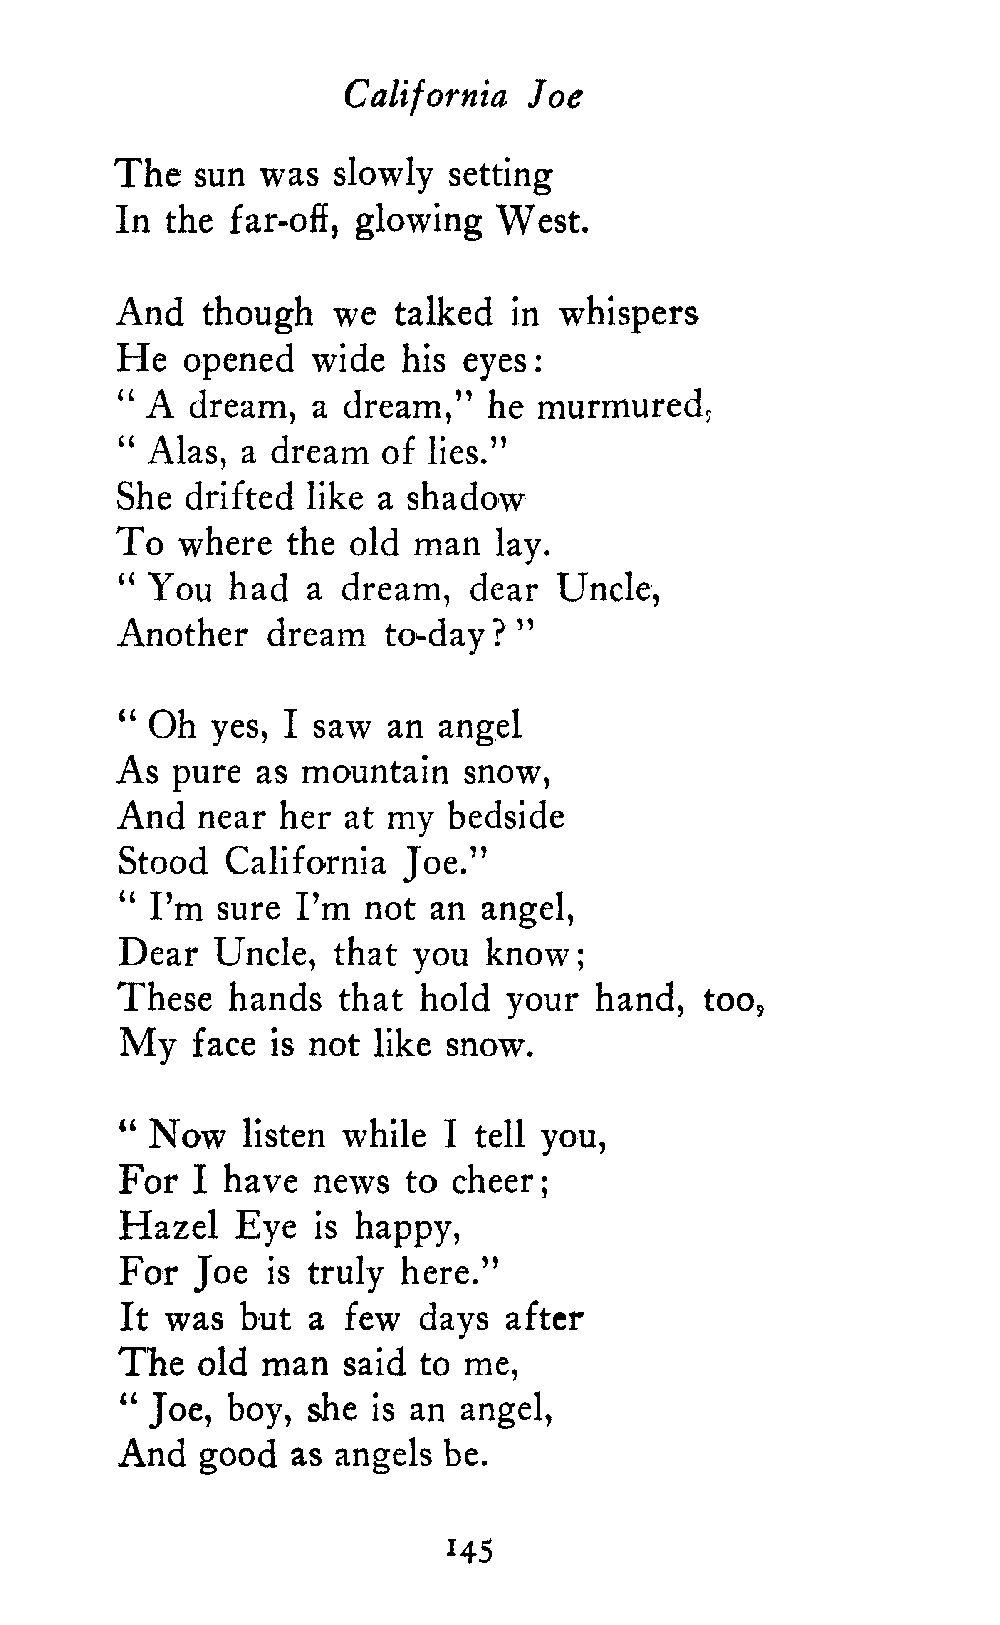 California Joe
The sun was slowly setting
In the far-off, glowing West.
And though we talked in whispers
He opened wide his eyes:
“ A dream, a dream,” he murmured,
“ Alas, a dream of lies.”
She drifted like a shadow
To where the old man lay.
“ You had a dream, dear Uncle,
Another dream to-day? ”
“ Oh yes, I saw an angel
As pure as mountain snow,
And near her at my bedside
Stood California Joe.”
“ I’m sure I’m not an angel,
Dear Uncle, that you know;
These hands that hold your hand, too,
My face is not like snow.
“ Now listen while I tell you,
For I have news to cheer;
Hazel Eye is happy,
For Joe is truly here.”
It was but a few days after
The old man said to me,
“ Joe, boy, she is an angel,
And good as angels be.
145